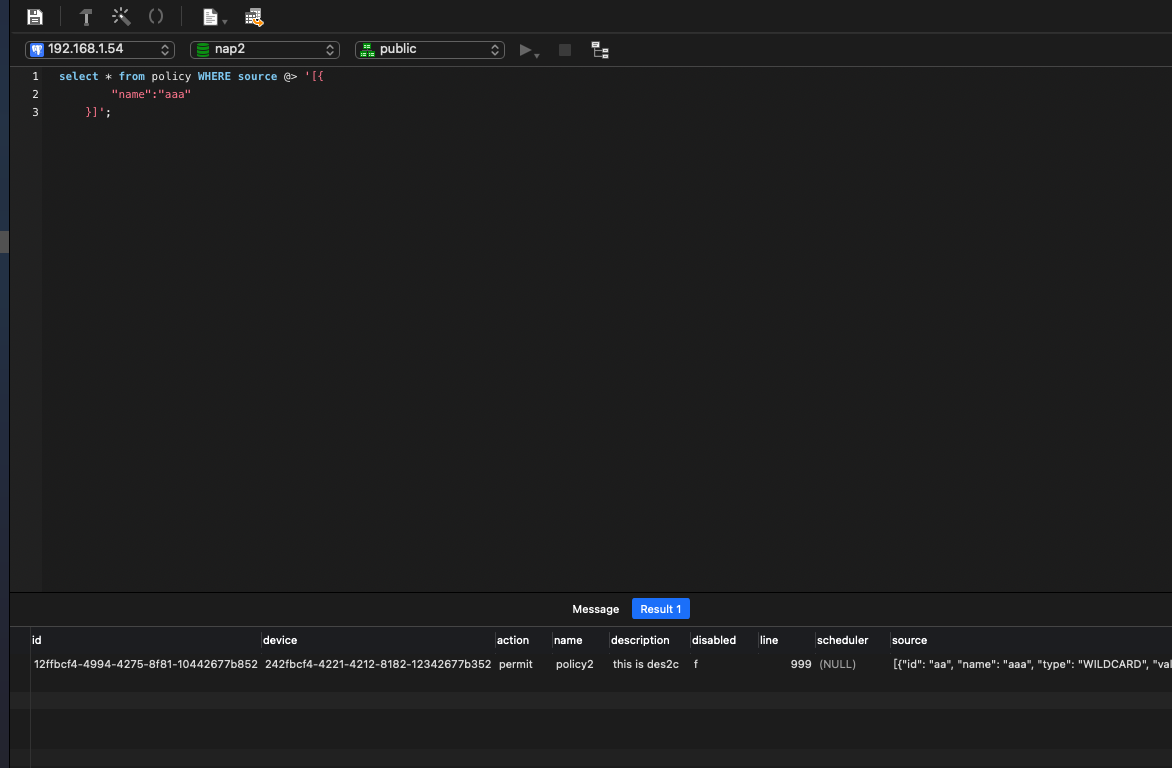 192.168.1.54 nap2 public
1 select * from policy WHERE source @> '[{
2 "name":"aaa"
3 }]';
Message Result 1
id device action name description disabled line scheduler source
12ffbcf4-4994-4275-8f81-10442677b852 242fbcf4-4221-4212-8182-12342677b352 permit policy2 this is des2c f 999 (NULL) [{"id": "aa", "name": "aaa", "type": "WILDCARD", "val